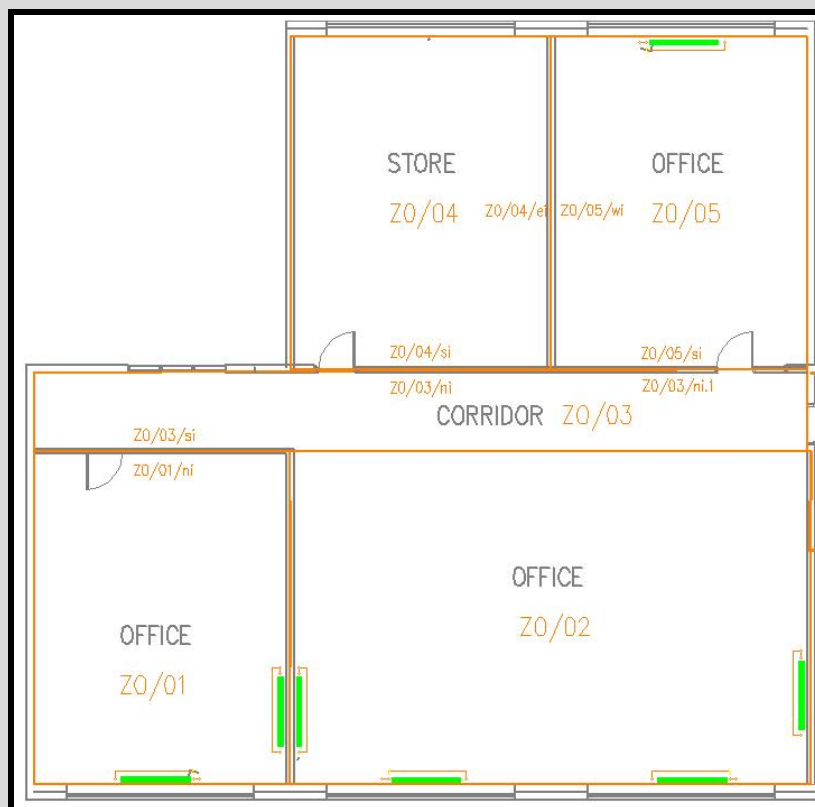 STORE
Z0/04
Z0/04/ei
Z0/05/wi
OFFICE
Z0/05
Z0/04/si
Z0/05/si
Z0/03/ni
Z0/03/ni.1
CORRIDOR Z0/03
Z0/03/si
Z0/01/ni
OFFICE
Z0/02
OFFICE
Z0/01